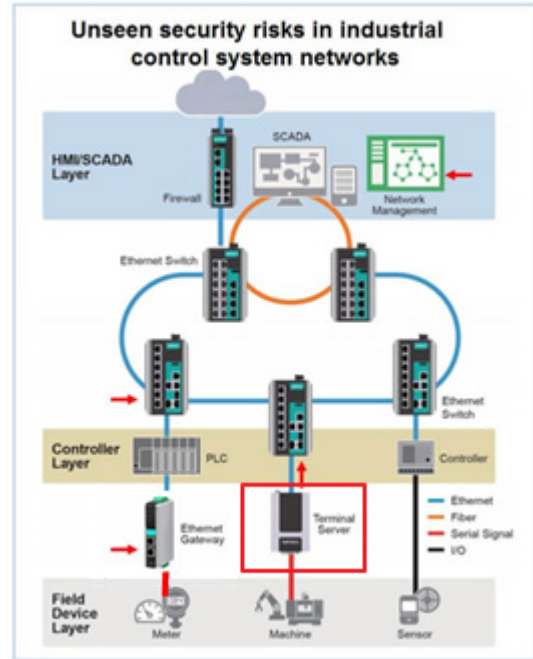 Unseen security risks in industrial
control system networks
SCADA
HMI/SCADA
Layer
Firewall
Network
Management
Ethernet Switch
Ethernet
Switch
Controller
Layer
PLC
Controller
Ethernet
Gateway
Terminal
Server
Ethernet
Fiber
Serial Signal
I/O
Field
Device
Layer
Meter
Machine
Sensor